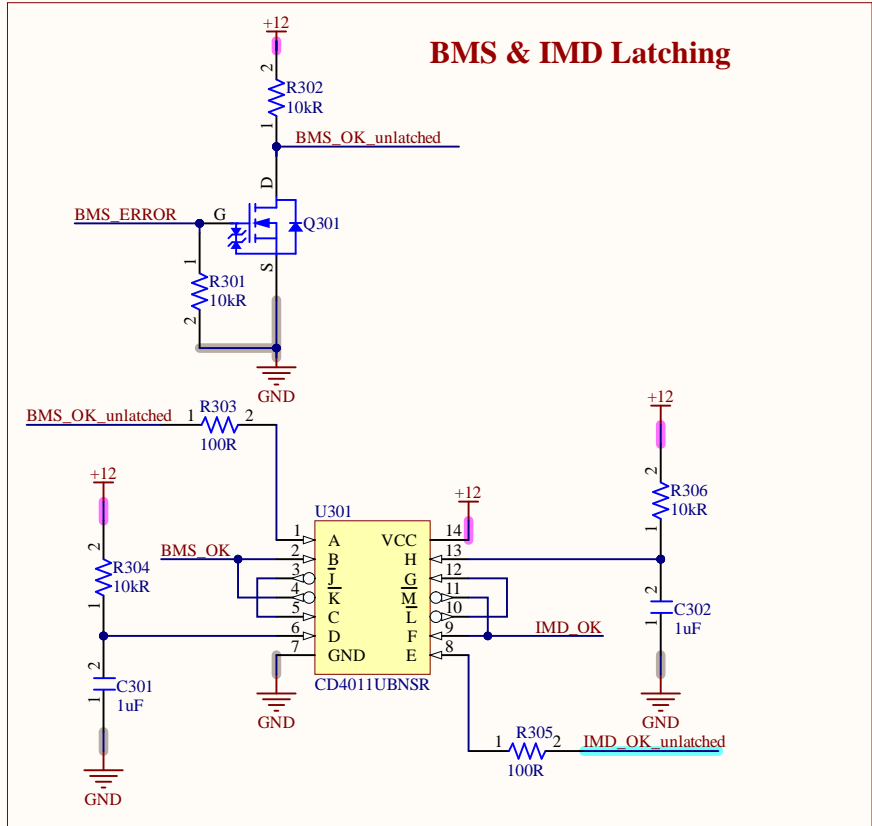 BMS & IMD Latching
+12
2
R302
10kR
1
BMS_OK_unlatched
D
BMS_ERROR
G
Q301
S
1
R301
10kR
2
GND
BMS_OK_unlatched
1
R303
2
100R
+12
2
R304
10kR
1
2
C301
1uF
1
GND
BMS_OK
U301
1 A
2 B
3 J
4 K
5 C
6 D
7 GND
VCC 14
H 13
G 12
M 11
L 10
F 9
E 8
CD4011UBNSR
GND
+12
+12
2
R306
10kR
1
2
C302
1uF
1
GND
IMD_OK
1
R305
2
100R
IMD_OK_unlatched